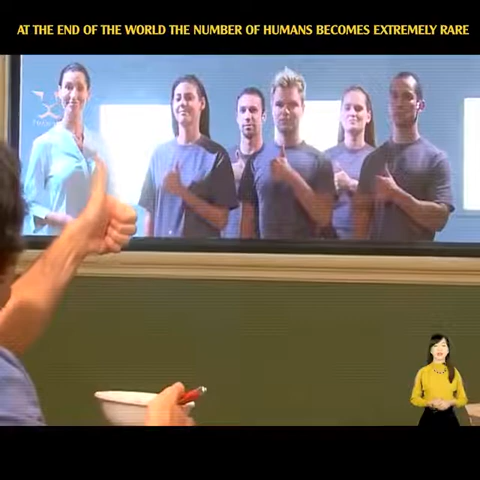 AT THE END OF THE WORLD THE NUMBER OF HUMANS BECOMES EXTREMELY RARE